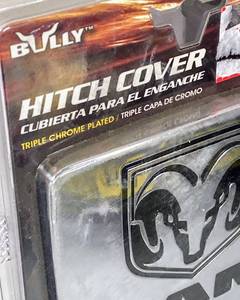 BULLY™
HITCH COVER
CUBIERTA PARA EL ENGANCHE
TRIPLE CHROME PLATED / TRIPLE CAPA DE CROMO